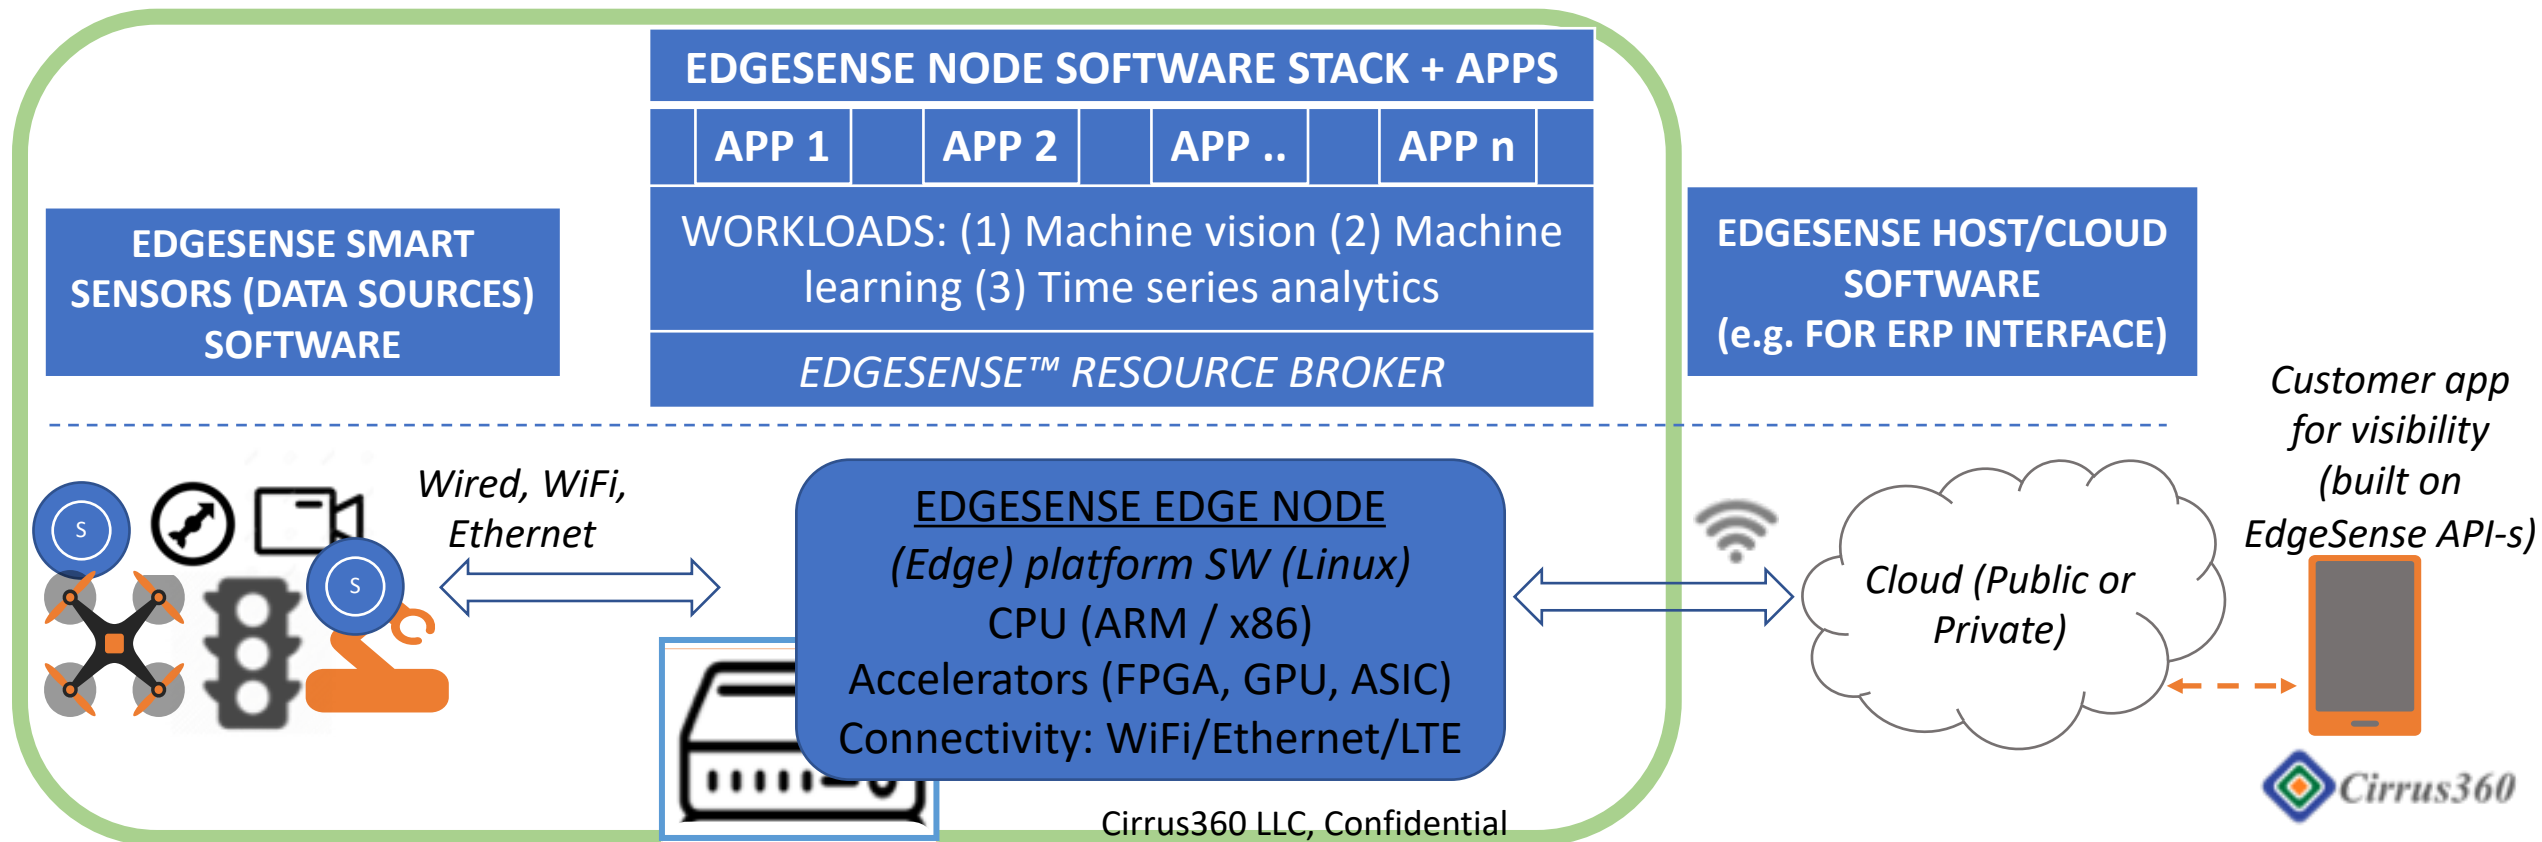 EDGESENSE NODE SOFTWARE STACK + APPS
APP 1
APP 2
APP ..
APP n
WORKLOADS: (1) Machine vision (2) Machine
learning (3) Time series analytics
EDGESENSE™ RESOURCE BROKER
EDGESENSE SMART
SENSORS (DATA SOURCES)
SOFTWARE
EDGESENSE HOST/CLOUD
SOFTWARE
(e.g. FOR ERP INTERFACE)
Customer app
for visibility
(built on
EdgeSense API-s)
S
S
Wired, WiFi,
Ethernet
EDGESENSE EDGE NODE
(Edge) platform SW (Linux)
CPU (ARM / x86)
Accelerators (FPGA, GPU, ASIC)
Connectivity: WiFi/Ethernet/LTE
Cloud (Public or
Private)
Cirrus360
Cirrus360 LLC, Confidential